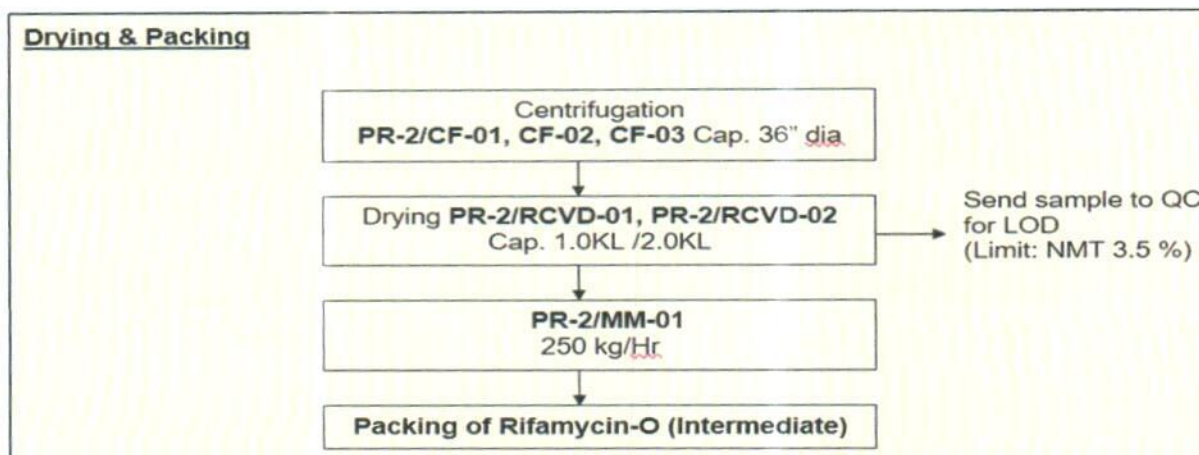 Drying & Packing
Centrifugation
PR-2/CF-01, CF-02, CF-03 Cap. 36" dia
Drying PR-2/RCVD-01, PR-2/RCVD-02
Cap. 1.0KL /2.0KL
Send sample to QC
for LOD
(Limit: NMT 3.5 %)
PR-2/MM-01
250 kg/Hr
Packing of Rifamycin-O (Intermediate)